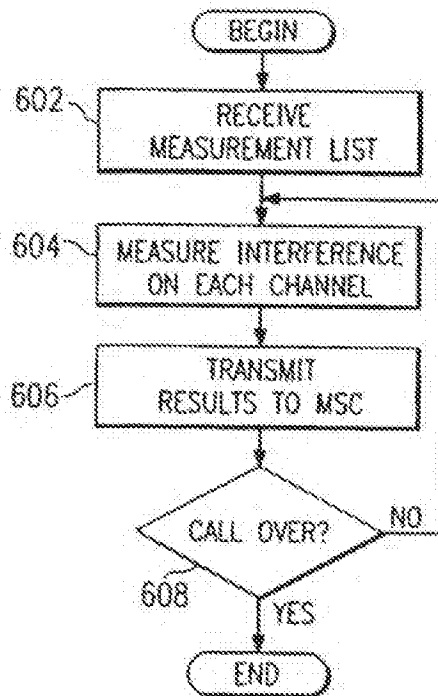 BEGIN
602
RECEIVE
MEASUREMENT LIST
604
MEASURE INTERFERENCE
ON EACH CHANNEL
606
TRANSMIT
RESULTS TO MSC
CALL OVER?
NO
608
YES
END